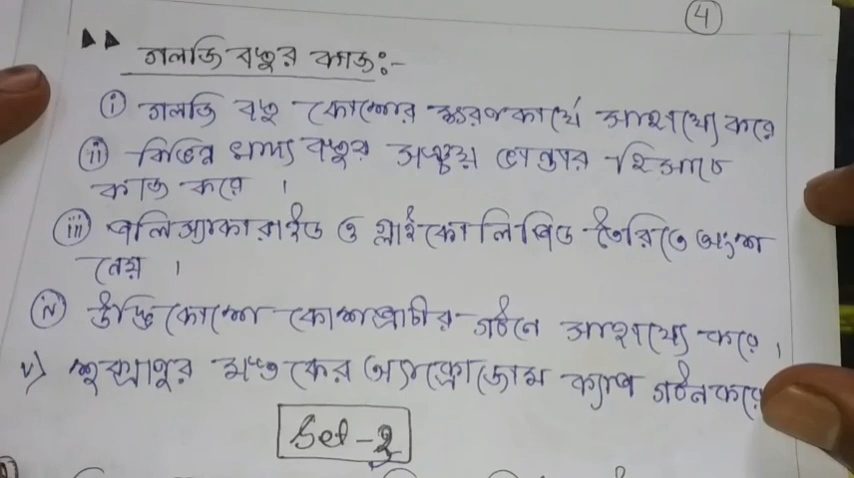 4
গলজি বস্তুর কাজ:-
i গলজি বস্তু কোশের ক্ষরণকার্যে সাহায্যে করে
ii বিভিন্ন খাদ্য বস্তুর সঞ্চয় ভান্ডার হিসাবে
কাজ করে ।
iii পলিস্যাকারাইড ও গ্লাইকোলিপিড তৈরিতে অংশ
নেয় ।
iv উদ্ভিদকোশে কোশপ্রাচীর গঠনে সাহায্যে করে ।
v) শুক্রাণুর মস্তকের অ্যাক্রোজোম ক্যাপ গঠন করে
Set-2